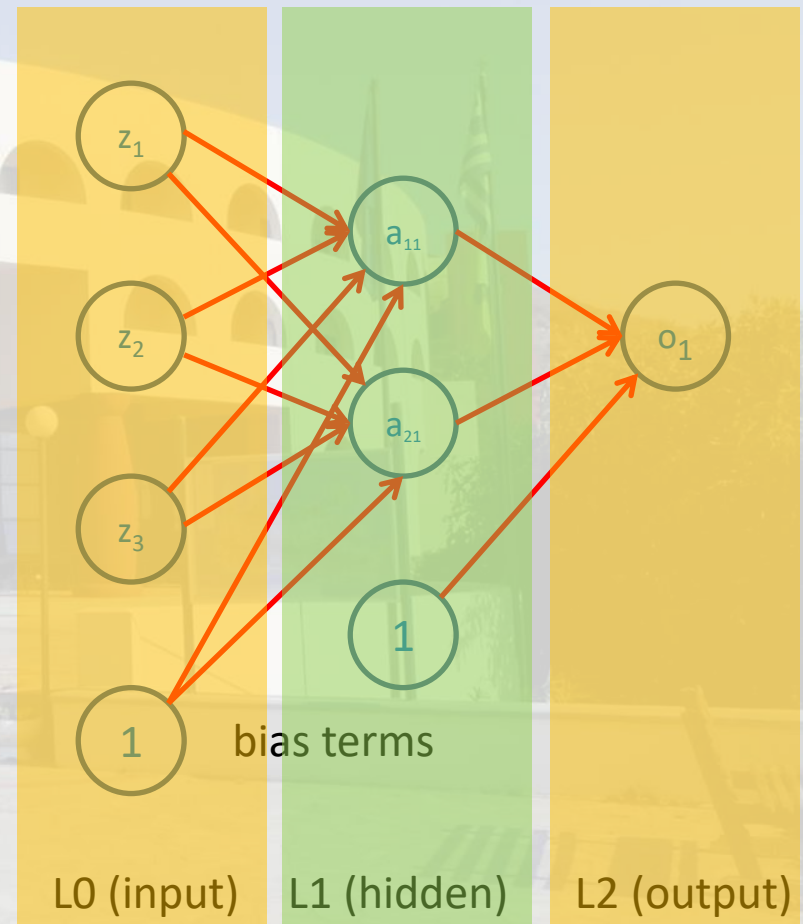 z₁
z₂
z₃
1
a₁₁
a₂₁
1
o₁
bias terms
L0 (input)
L1 (hidden)
L2 (output)